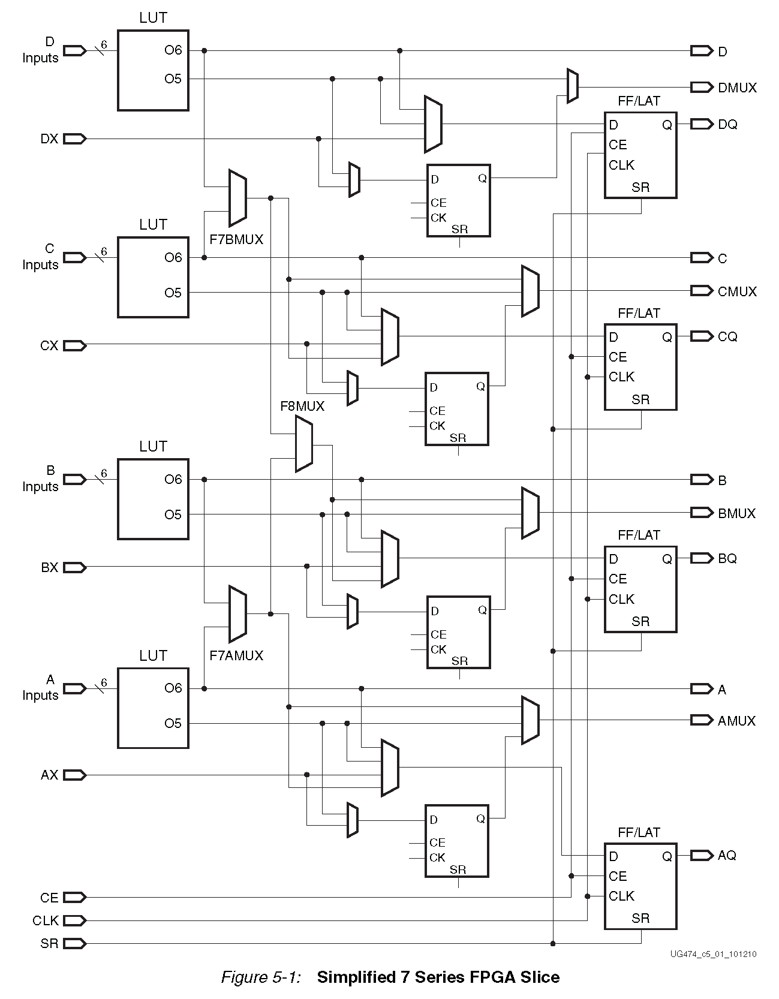 LUT
D
Inputs
6
O6
D
O5
DMUX
FF/LAT
D
Q
DQ
DX
CE
CLK
D
Q
SR
CE
CK
SR
LUT
F7BMUX
C
Inputs
6
O6
C
O5
CMUX
FF/LAT
D
Q
CQ
CX
CE
CLK
D
Q
SR
F8MUX
CE
CK
SR
LUT
B
Inputs
6
O6
B
O5
BMUX
FF/LAT
D
Q
BQ
BX
CE
CLK
D
Q
SR
CE
CK
F7AMUX
SR
LUT
A
Inputs
6
O6
A
O5
AMUX
AX
D
Q
FF/LAT
CE
CK
D
Q
AQ
SR
CE
CE
CLK
CLK
SR
SR
UG474_c5_01_101210
Figure 5-1: Simplified 7 Series FPGA Slice